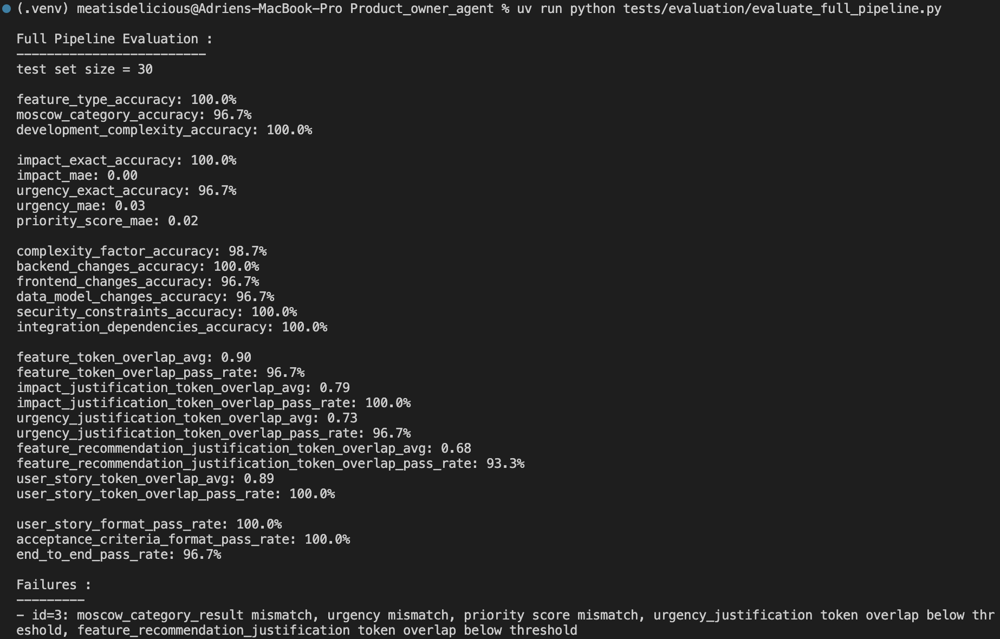 (.venv) meatisdelicious@Adriens-MacBook-Pro Product_owner_agent % uv run python tests/evaluation/evaluate_full_pipeline.py
Full Pipeline Evaluation :
-------------------------
test set size = 30
feature_type_accuracy: 100.0%
moscow_category_accuracy: 96.7%
development_complexity_accuracy: 100.0%
impact_exact_accuracy: 100.0%
impact_mae: 0.00
urgency_exact_accuracy: 96.7%
urgency_mae: 0.03
priority_score_mae: 0.02
complexity_factor_accuracy: 98.7%
backend_changes_accuracy: 100.0%
frontend_changes_accuracy: 96.7%
data_model_changes_accuracy: 96.7%
security_constraints_accuracy: 100.0%
integration_dependencies_accuracy: 100.0%
feature_token_overlap_avg: 0.90
feature_token_overlap_pass_rate: 96.7%
impact_justification_token_overlap_avg: 0.79
impact_justification_token_overlap_pass_rate: 100.0%
urgency_justification_token_overlap_avg: 0.73
urgency_justification_token_overlap_pass_rate: 96.7%
feature_recommendation_justification_token_overlap_avg: 0.68
feature_recommendation_justification_token_overlap_pass_rate: 93.3%
user_story_token_overlap_avg: 0.89
user_story_token_overlap_pass_rate: 100.0%
user_story_format_pass_rate: 100.0%
acceptance_criteria_format_pass_rate: 100.0%
end_to_end_pass_rate: 96.7%
Failures :
---------
- id=3: moscow_category_result mismatch, urgency mismatch, priority score mismatch, urgency_justification token overlap below thr
eshold, feature_recommendation_justification token overlap below threshold